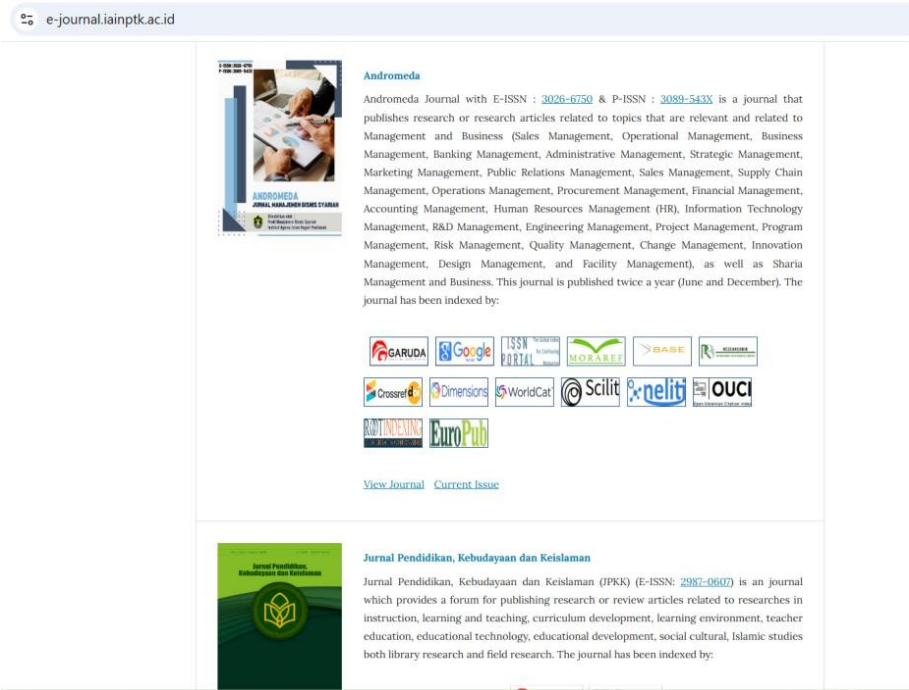 e-journal.iainptk.ac.id
E-ISSN 3026-6750
P-ISSN 3089-543X
ANDROMEDA
JURNAL MANAJEMEN BISNIS SYARIAH
Andromeda
Andromeda Journal with E-ISSN : 3026-6750 & P-ISSN : 3089-543X is a journal that
publishes research or research articles related to topics that are relevant and related to
Management and Business (Sales Management, Operational Management, Business
Management, Banking Management, Administrative Management, Strategic Management,
Marketing Management, Public Relations Management, Sales Management, Supply Chain
Management, Operations Management, Procurement Management, Financial Management,
Accounting Management, Human Resources Management (HR), Information Technology
Management, R&D Management, Engineering Management, Project Management, Program
Management, Risk Management, Quality Management, Change Management, Innovation
Management, Design Management, and Facility Management), as well as Sharia
Management and Business. This journal is published twice a year (June and December). The
journal has been indexed by:
GARUDA Google ISSN PORTAL MORAREF BASE
Crossref Dimensions WorldCat Scilit neliti OUCI
ROOTINDEXING EuroPub
View Journal Current Issue
Jurnal Pendidikan,
Kebudayaan dan Keislaman
Jurnal Pendidikan, Kebudayaan dan Keislaman
Jurnal Pendidikan, Kebudayaan dan Keislaman (JPKK) (E-ISSN: 2987-0607) is an journal
which provides a forum for publishing research or review articles related to researches in
instruction, learning and teaching, curriculum development, learning environment, teacher
education, educational technology, educational development, social cultural, Islamic studies
both library research and field research. The journal has been indexed by: